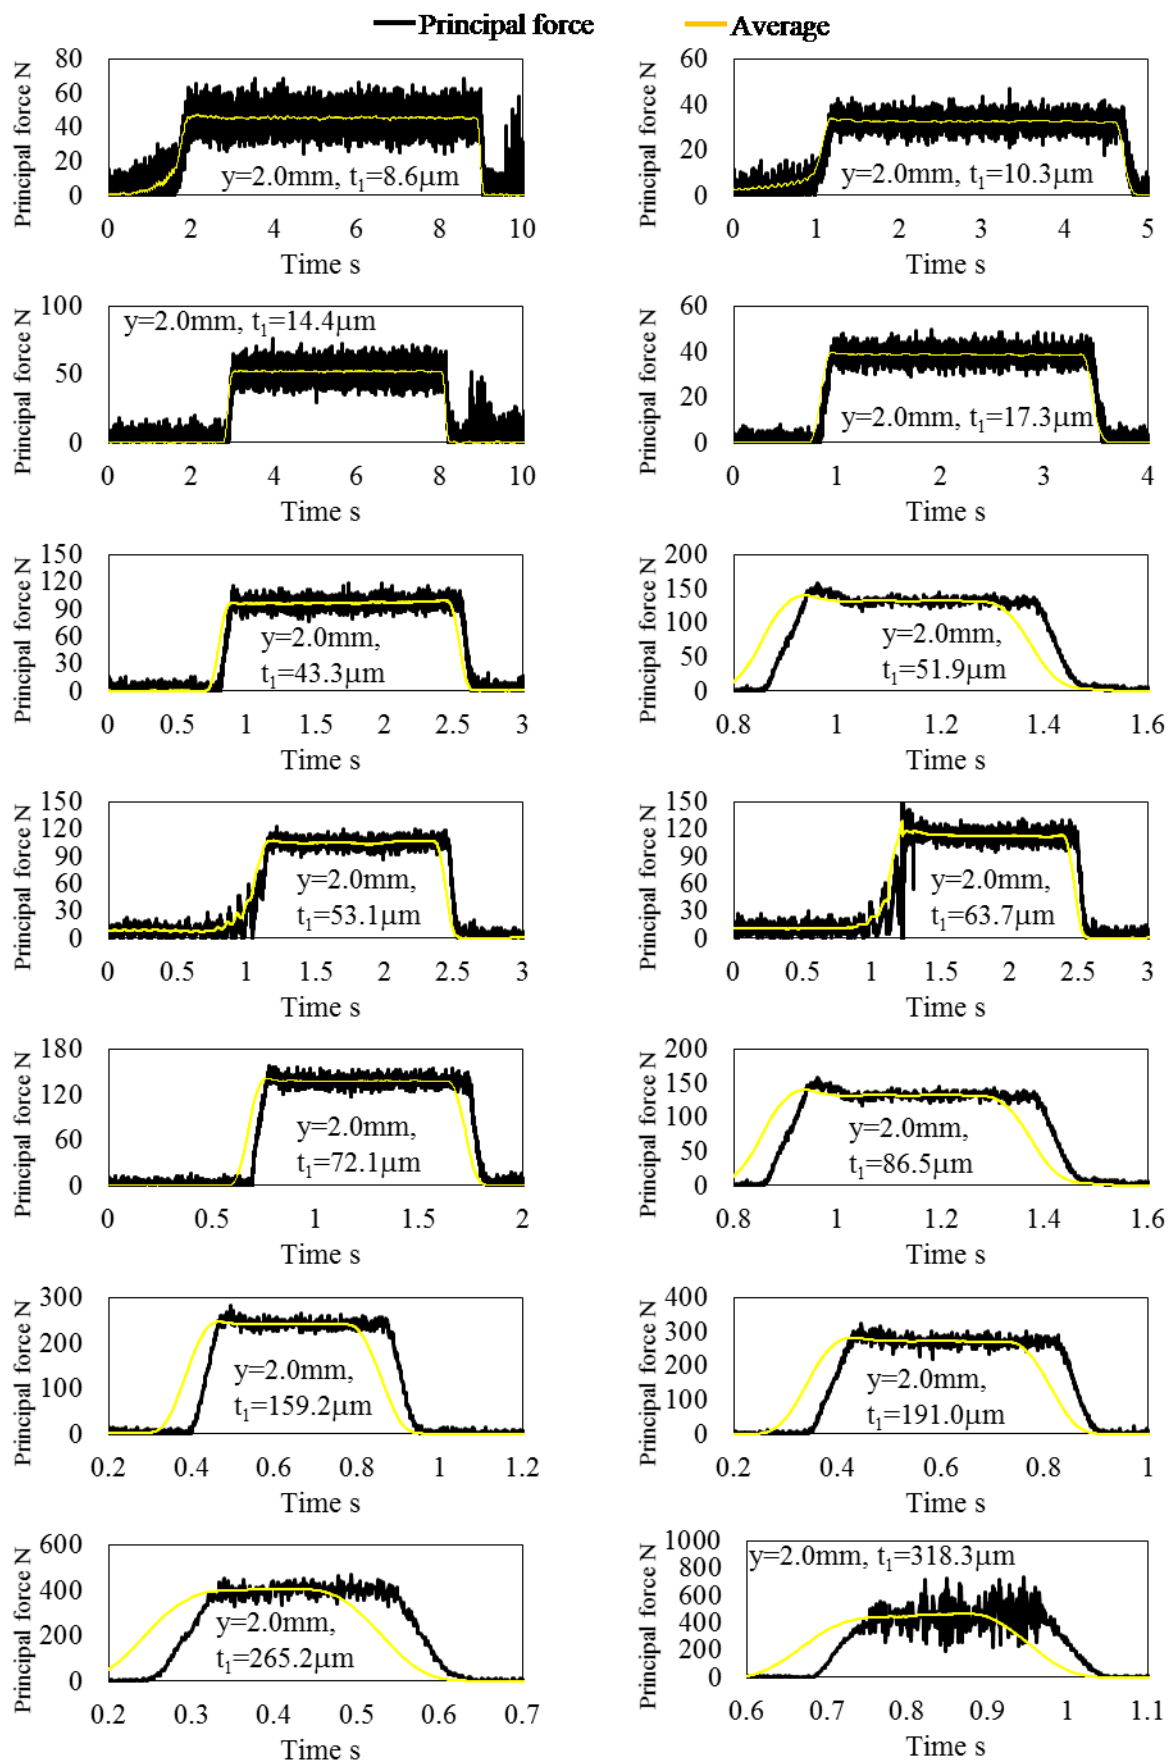 Principal force Average
Principal force N
80
60
40
20
0
y=2.0mm, t₁=8.6µm
0 2 4 6 8 10
Time s
Principal force N
60
40
20
0
y=2.0mm, t₁=10.3µm
0 1 2 3 4 5
Time s
Principal force N
100
50
0
y=2.0mm, t₁=14.4µm
0 2 4 6 8 10
Time s
Principal force N
60
40
20
0
y=2.0mm, t₁=17.3µm
0 1 2 3 4
Time s
Principal force N
150
120
90
60
30
0
y=2.0mm,
t₁=43.3µm
0 0.5 1 1.5 2 2.5 3
Time s
Principal force N
200
150
100
50
0
y=2.0mm,
t₁=51.9µm
0.8 1 1.2 1.4 1.6
Time s
Principal force N
150
120
90
60
30
0
y=2.0mm,
t₁=53.1µm
0 0.5 1 1.5 2 2.5 3
Time s
Principal force N
150
120
90
60
30
0
y=2.0mm,
t₁=63.7µm
0 0.5 1 1.5 2 2.5 3
Time s
Principal force N
180
120
60
0
y=2.0mm,
t₁=72.1µm
0 0.5 1 1.5 2
Time s
Principal force N
200
150
100
50
0
y=2.0mm,
t₁=86.5µm
0.8 1 1.2 1.4 1.6
Time s
Principal force N
300
200
100
0
y=2.0mm,
t₁=159.2µm
0.2 0.4 0.6 0.8 1 1.2
Time s
Principal force N
400
300
200
100
0
y=2.0mm,
t₁=191.0µm
0.2 0.4 0.6 0.8 1
Time s
Principal force N
600
400
200
0
y=2.0mm,
t₁=265.2µm
0.2 0.3 0.4 0.5 0.6 0.7
Time s
Principal force N
1000
800
600
400
200
0
y=2.0mm, t₁=318.3µm
0.6 0.7 0.8 0.9 1 1.1
Time s